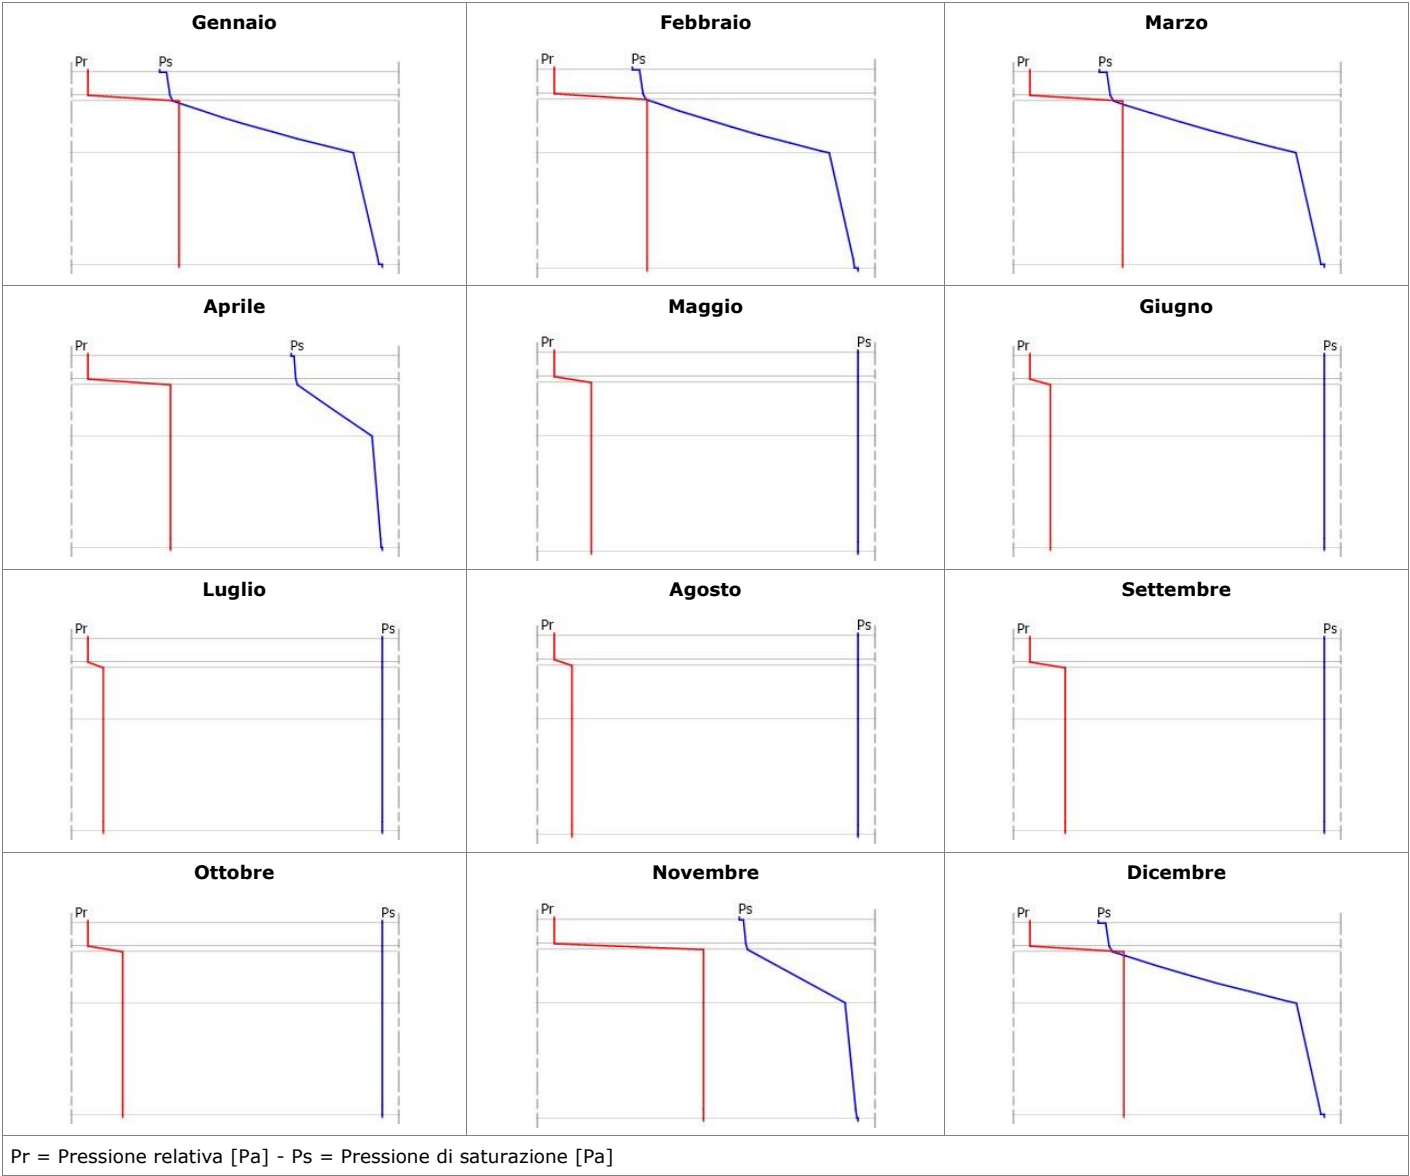 Gennaio Febbraio Marzo
Pr Ps Pr Ps Pr Ps
Aprile Maggio Giugno
Pr Ps Pr Ps Pr Ps
Luglio Agosto Settembre
Pr Ps Pr Ps Pr Ps
Ottobre Novembre Dicembre
Pr Ps Pr Ps Pr Ps
Pr = Pressione relativa [Pa] - Ps = Pressione di saturazione [Pa]